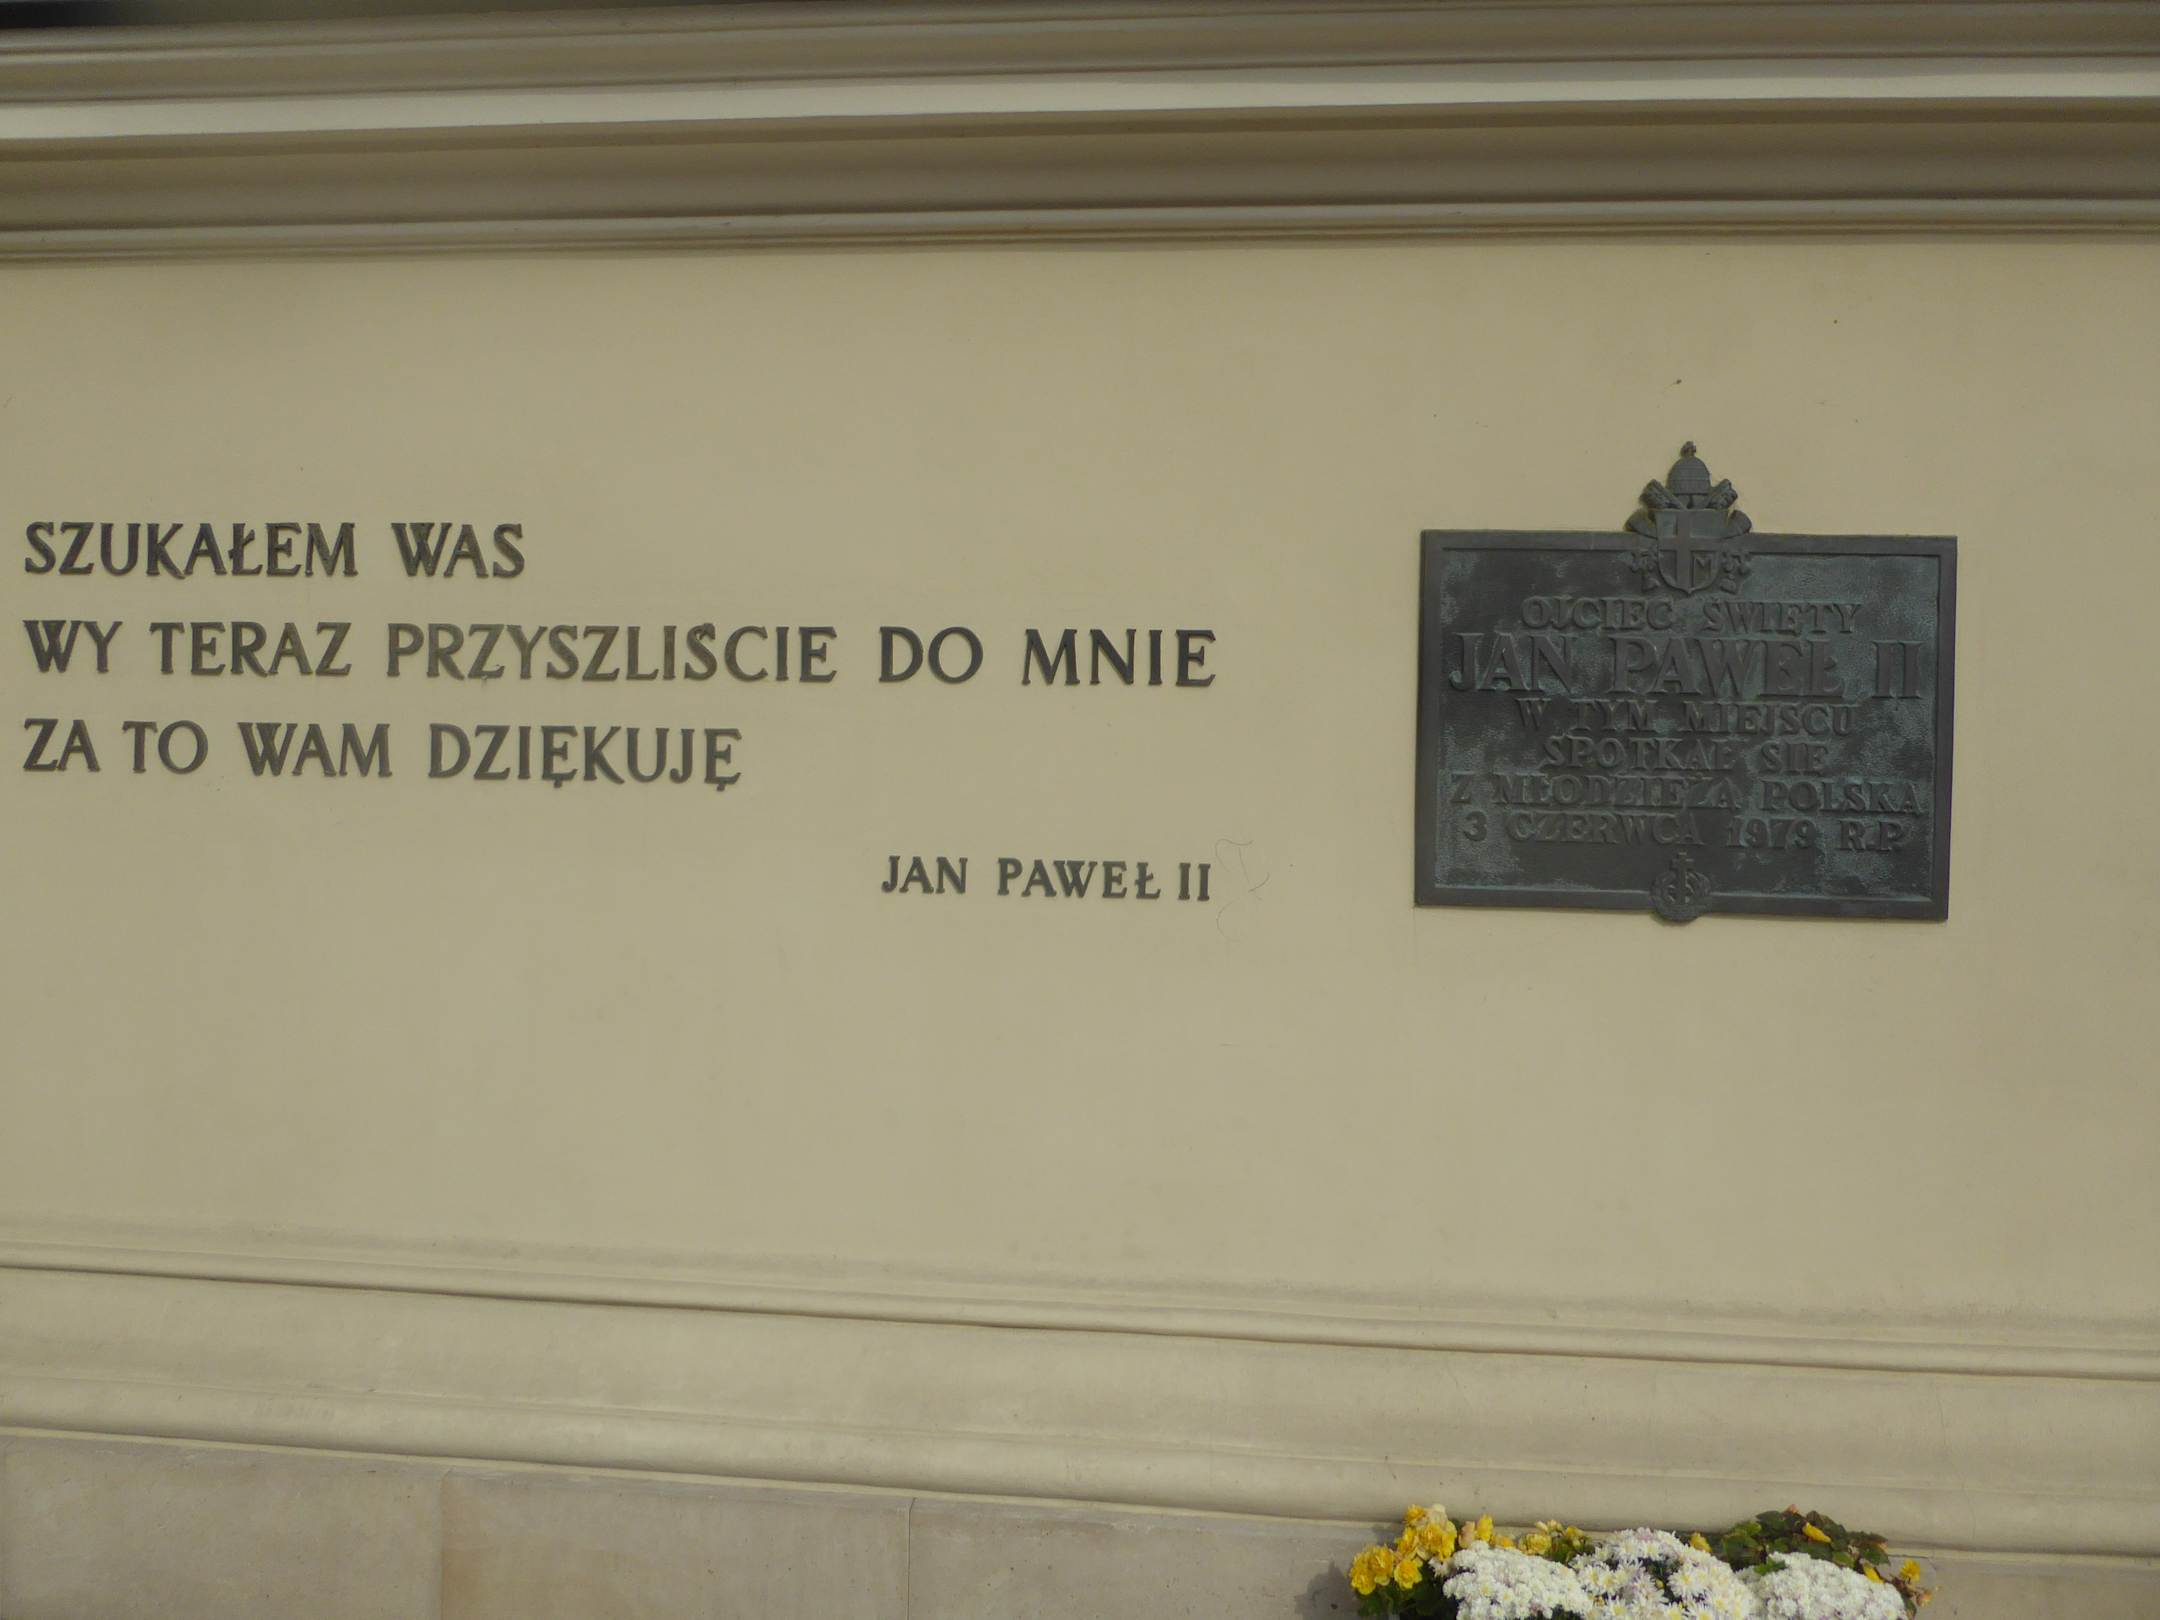 SZUKAŁEM WAS
WY TERAZ PRZYSZLIŚCIE DO MNIE
ZA TO WAM DZIĘKUJĘ
JAN PAWEŁ II
M
OJCIEC ŚWIĘTY
JAN PAWEŁ II
W TYM MIEJSCU
SPOTKAŁ SIĘ
Z MŁODZIEŻĄ POLSKĄ
3 CZERWCA 1979 R.P.